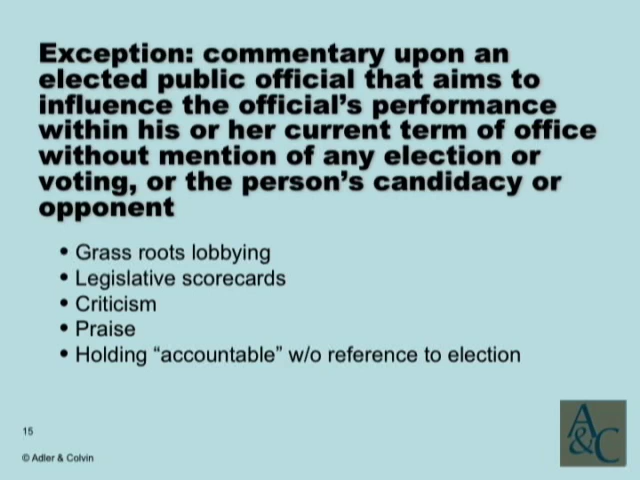 Exception: commentary upon an
elected public official that aims to
influence the official's performance
within his or her current term of office
without mention of any election or
voting, or the person's candidacy or
opponent
• Grass roots lobbying
• Legislative scorecards
• Criticism
• Praise
• Holding “accountable” w/o reference to election
15
© Adler & Colvin
A&C